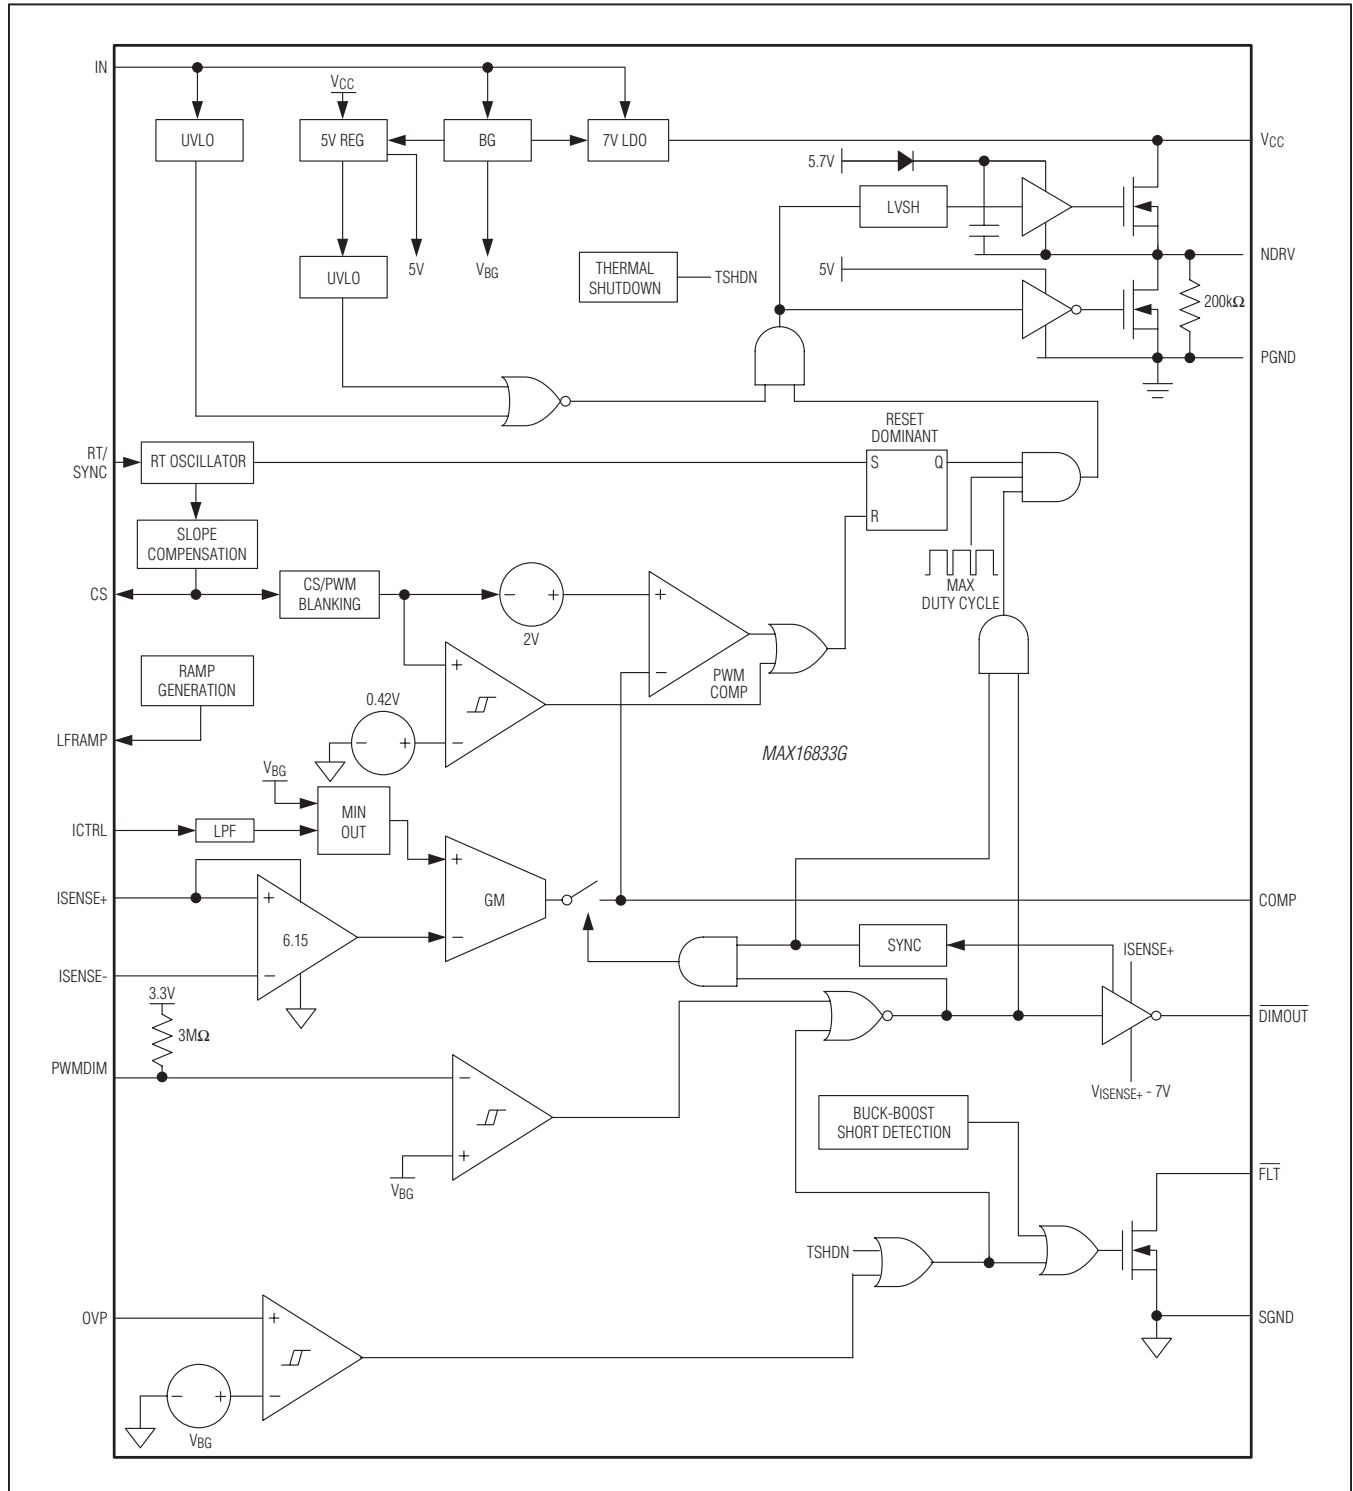 IN
VCC
UVLO
5V REG
BG
7V LDO
VCC
5.7V
LVSH
5V
VBG
UVLO
THERMAL
SHUTDOWN
TSHDN
5V
NDRV
200kΩ
PGND
RT/
SYNC
RT OSCILLATOR
RESET
DOMINANT
S
Q
R
SLOPE
COMPENSATION
CS
CS/PWM
BLANKING
-
+
2V
+
-
PWM
COMP
MAX
DUTY CYCLE
RAMP
GENERATION
LFRAMP
0.42V
-
+
+
-
MAX16833G
VBG
MIN
OUT
ICTRL
LPF
+
-
GM
ISENSE+
+
6.15
-
ISENSE-
COMP
SYNC
ISENSE+
3.3V
3MΩ
DIMOUT
PWMDIM
-
+
VBG
VISENSE+ - 7V
BUCK-BOOST
SHORT DETECTION
FLT
TSHDN
OVP
+
-
-
+
VBG
SGND